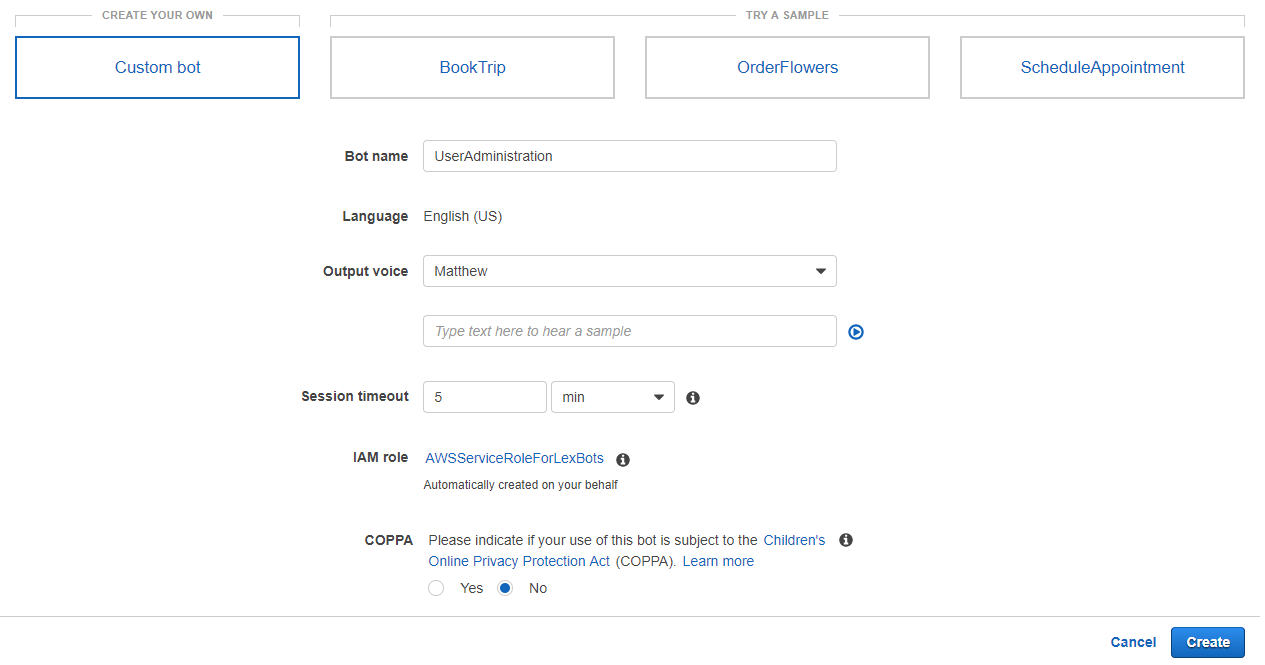 CREATE YOUR OWN
TRY A SAMPLE
Custom bot
BookTrip
OrderFlowers
ScheduleAppointment
Bot name
UserAdministration
Language
English (US)
Output voice
Matthew
Type text here to hear a sample
Session timeout
5
min
IAM role
AWSServiceRoleForLexBots
Automatically created on your behalf
COPPA
Please indicate if your use of this bot is subject to the Children's
Online Privacy Protection Act (COPPA). Learn more
Yes
No
Cancel
Create